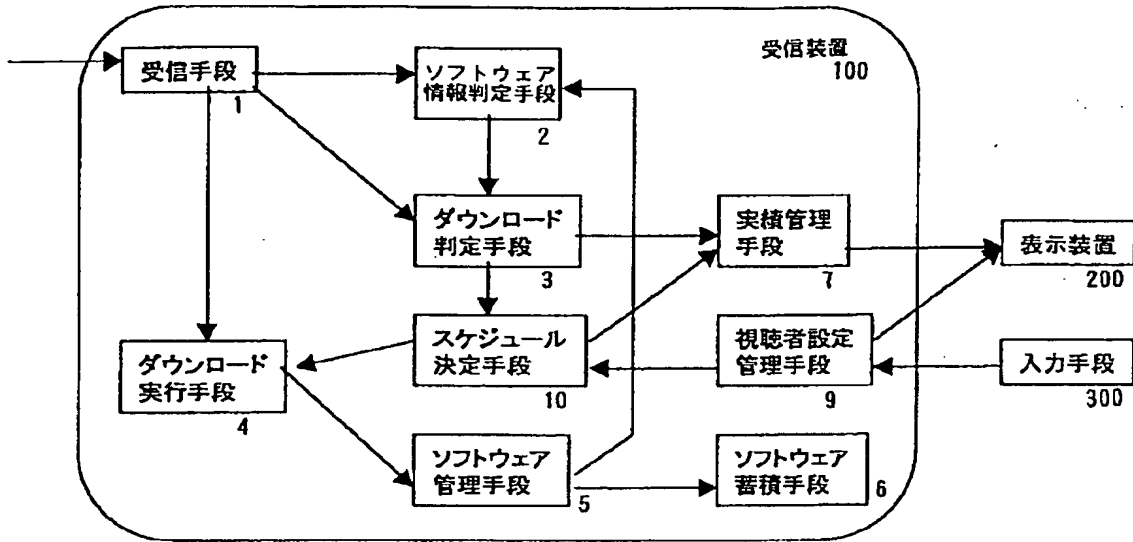 受信装置
100
受信手段
1
ソフトウェア
情報判定手段
2
ダウンロード
判定手段
3
実績管理
手段
7
表示装置
200
ダウンロード
実行手段
4
スケジュール
決定手段
10
視聴者設定
管理手段
9
入力手段
300
ソフトウェア
管理手段
5
ソフトウェア
蓄積手段
6